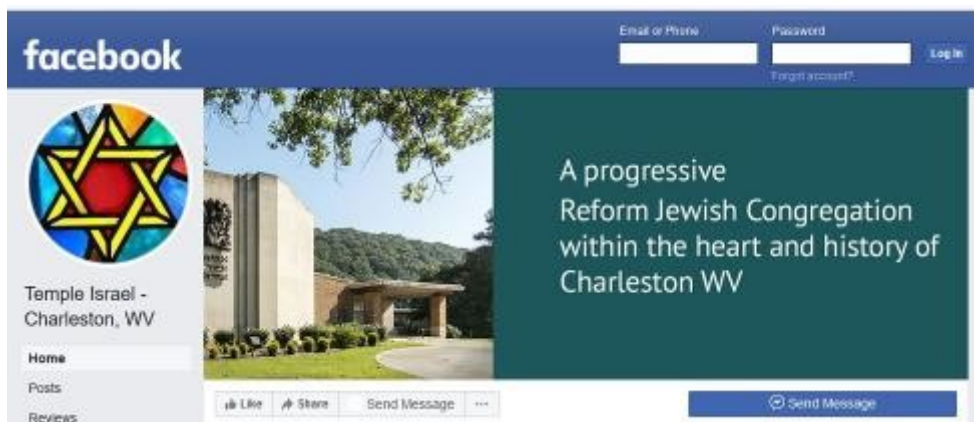 Email or Phone
Password
facebook
Log In
Forgot account?
A progressive
Reform Jewish Congregation
within the heart and history of
Charleston WV
Temple Israel -
Charleston, WV
Home
Posts
Reviews
Like Share Send Message ...
Send Message